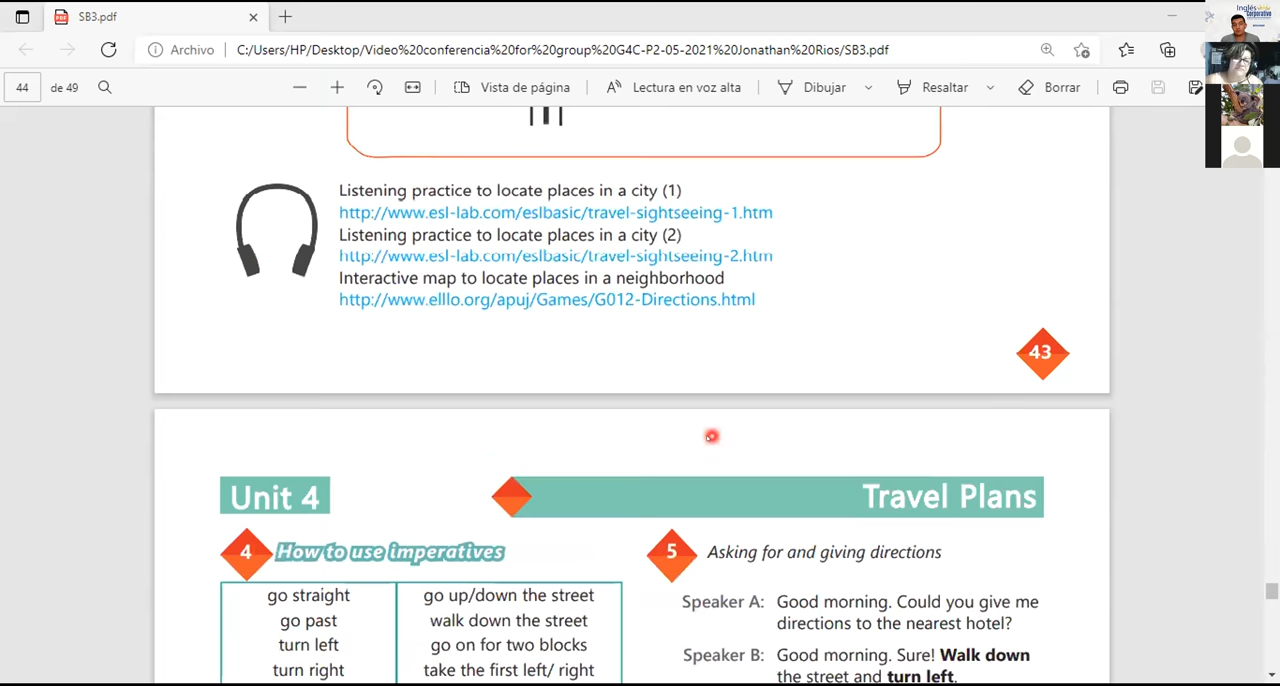 SB3.pdf
Archivo
C:/Users/HP/Desktop/Video%20conferencia%20for%20group%20G4C-P2-05-2021%20Jonathan%20Rios/SB3.pdf
44
de 49
Vista de página
Lectura en voz alta
Dibujar
Resaltar
Borrar
Inglés
Corporativo
Listening practice to locate places in a city (1)
http://www.esl-lab.com/eslbasic/travel-sightseeing-1.htm
Listening practice to locate places in a city (2)
http://www.esl-lab.com/eslbasic/travel-sightseeing-2.htm
Interactive map to locate places in a neighborhood
http://www.elllo.org/apuj/Games/G012-Directions.html
43
Unit 4
Travel Plans
4
How to use imperatives
go straight
go past
turn left
turn right
go up/down the street
walk down the street
go on for two blocks
take the first left/ right
5
Asking for and giving directions
Speaker A: Good morning. Could you give me
directions to the nearest hotel?
Speaker B: Good morning. Sure! Walk down
the street and turn left.